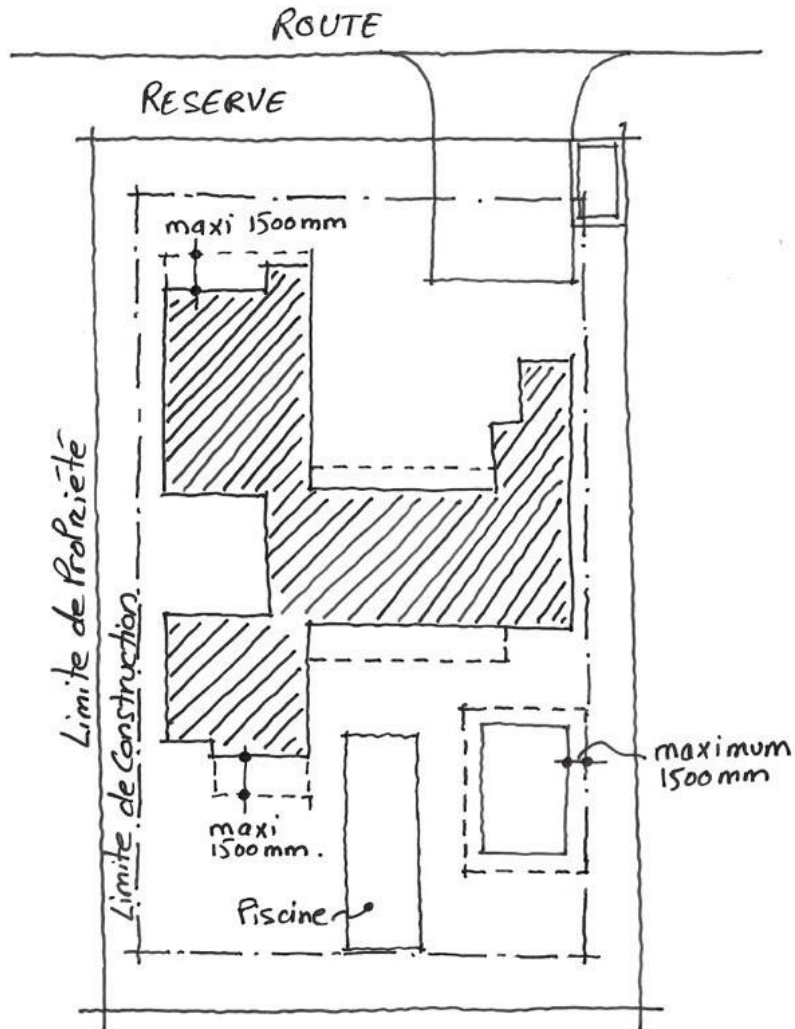 ROUTE
RESERVE
maxi 1500mm
Limite de Propriété
Limite de Construction
maximum
1500mm
maxi
1500mm.
Piscine